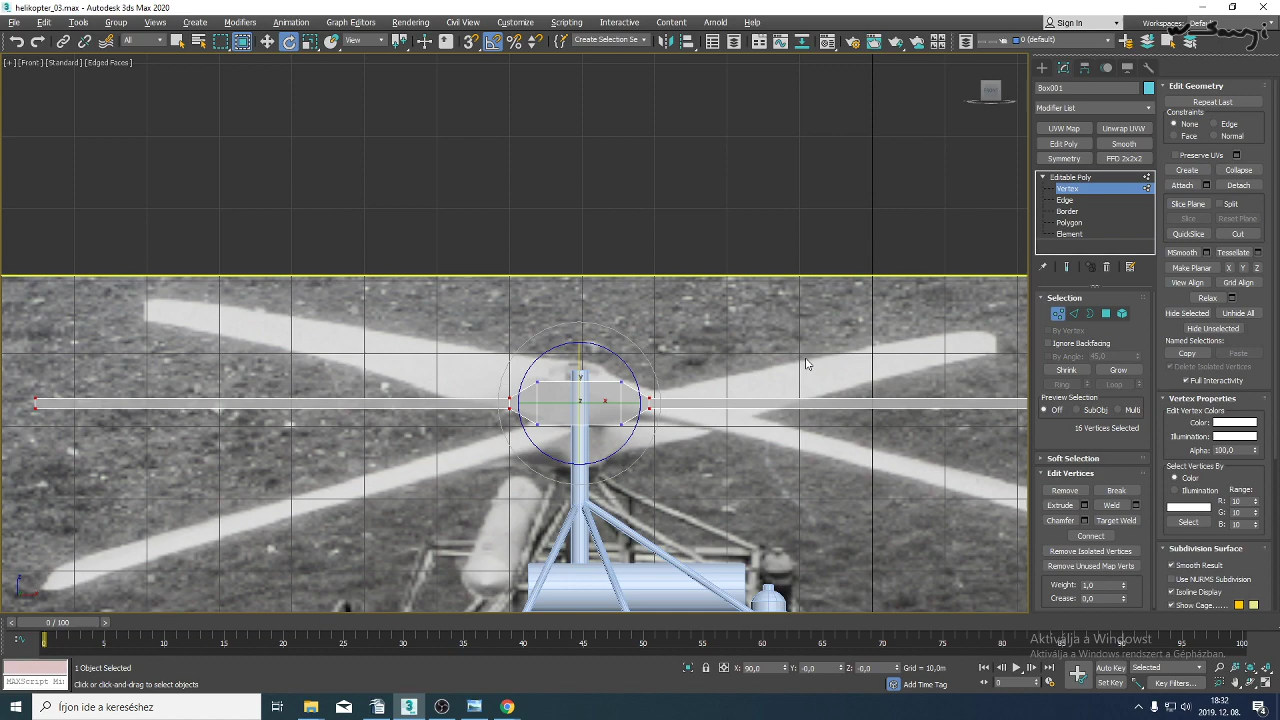 helikopter_03.max - Autodesk 3ds Max 2020
File Edit Tools Group Views Create Modifiers Animation Graph Editors Rendering Civil View Customize Scripting Interactive Content Arnold Help
Sign In Workspaces: Default
All View Create Selection Se 0 (default)
[+] [Front] [Standard] [Edged Faces]
FRONT
y
z x
Box001
Modifier List
UVW Map Unwrap UVW
Edit Poly Smooth
Symmetry FFD 2x2x2
Editable Poly
Vertex
Edge
Border
Polygon
Element
Selection
By Vertex
Ignore Backfacing
By Angle: 45,0
Shrink Grow
Ring Loop
Preview Selection
Off SubObj Multi
16 Vertices Selected
Soft Selection
Edit Vertices
Remove Break
Extrude Weld
Chamfer Target Weld
Connect
Remove Isolated Vertices
Remove Unused Map Verts
Weight: 1,0
Crease: 0,0
Edit Geometry
Repeat Last
Constraints
None Edge
Face Normal
Preserve UVs
Create Collapse
Attach Detach
Slice Plane Split
Slice Reset Plane
QuickSlice Cut
MSmooth Tessellate
Make Planar X Y Z
View Align Grid Align
Relax
Hide Selected Unhide All
Hide Unselected
Named Selections:
Copy Paste
Delete Isolated Vertices
Full Interactivity
Vertex Properties
Edit Vertex Colors
Color:
Illumination:
Alpha: 100,0
Select Vertices By
Color
Illumination Range:
R: 10
G: 10
Select B: 10
Subdivision Surface
Smooth Result
Use NURMS Subdivision
Isoline Display
Show Cage......
0 / 100
0 5 10 15 20 25 30 35 40 45 50 55 60 65 70 75 80 85 90 95 100
Aktiválja a Windowst
Aktiválja a Windows rendszert a Gépházban.
1 Object Selected
X: 90,0 Y: -0,0 Z: -0,0 Grid = 10,0m
Auto Key Selected
MAXScript Mi
Click or click-and-drag to select objects
Add Time Tag
0
Set Key Key Filters...
Írjon ide a kereséshez
18:32
2019. 12. 08.